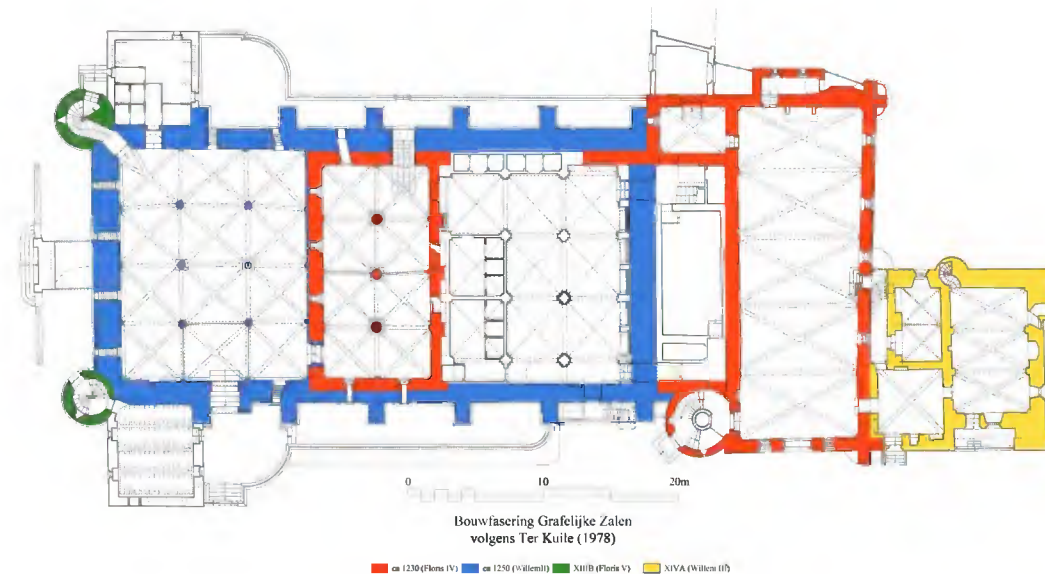 0 10 20m
Bouwfasering Grafelijke Zalen
volgens Ter Kuile (1978)
ca 1230 (Floris IV) ca 1250 (Willem II) XIIIB (Floris V) XIVA (Willem III)